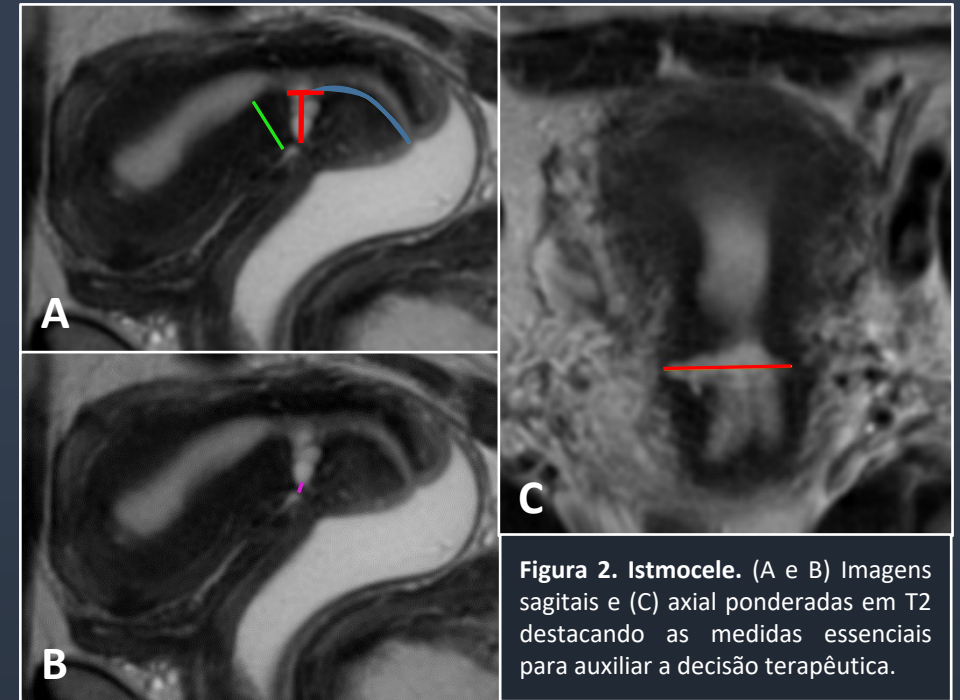 A
B
C
Figura 2. Istmocele. (A e B) Imagens
sagitais e (C) axial ponderadas em T2
destacando as medidas essenciais
para auxiliar a decisão terapêutica.